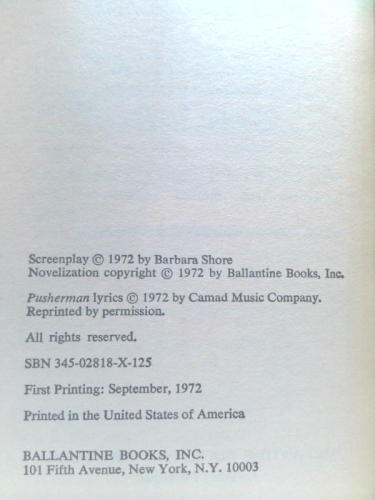 Screenplay © 1972 by Barbara Shore
Novelization copyright © 1972 by Ballantine Books, Inc.
Pusherman lyrics © 1972 by Camad Music Company.
Reprinted by permission.
All rights reserved.
SBN 345-02818-X-125
First Printing: September, 1972
Printed in the United States of America
BALLANTINE BOOKS, INC.
101 Fifth Avenue, New York, N.Y. 10003